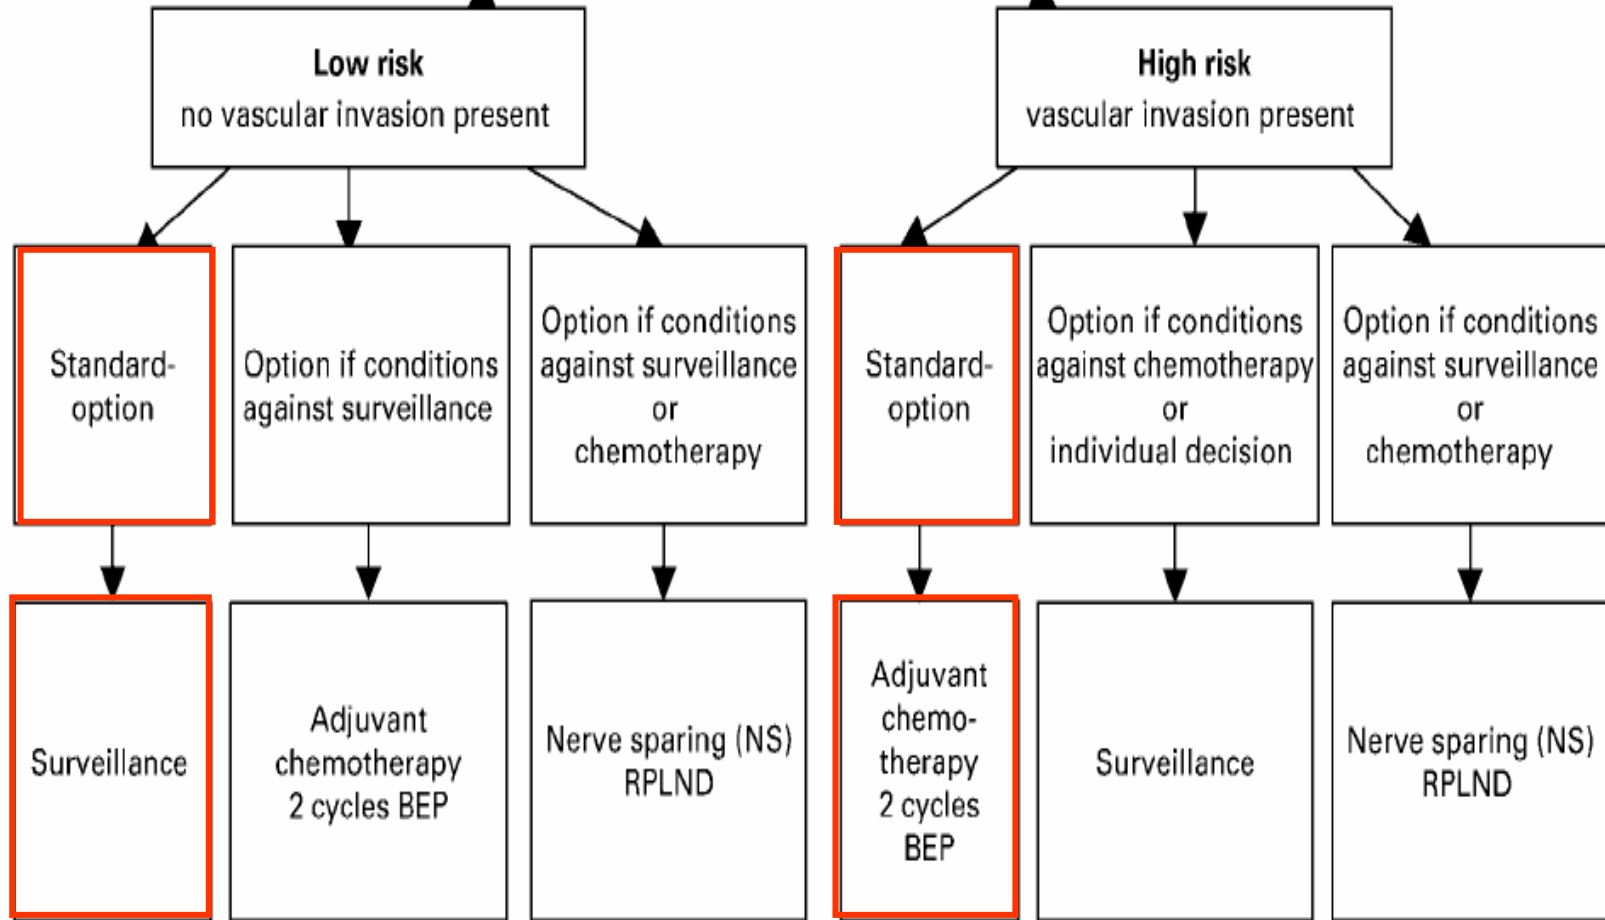 Low risk
no vascular invasion present
High risk
vascular invasion present
Standard-
option
Option if conditions
against surveillance
Option if conditions
against surveillance
or
chemotherapy
Standard-
option
Option if conditions
against chemotherapy
or
individual decision
Option if conditions
against surveillance
or
chemotherapy
Surveillance
Adjuvant
chemotherapy
2 cycles BEP
Nerve sparing (NS)
RPLND
Adjuvant
chemo-
therapy
2 cycles
BEP
Surveillance
Nerve sparing (NS)
RPLND